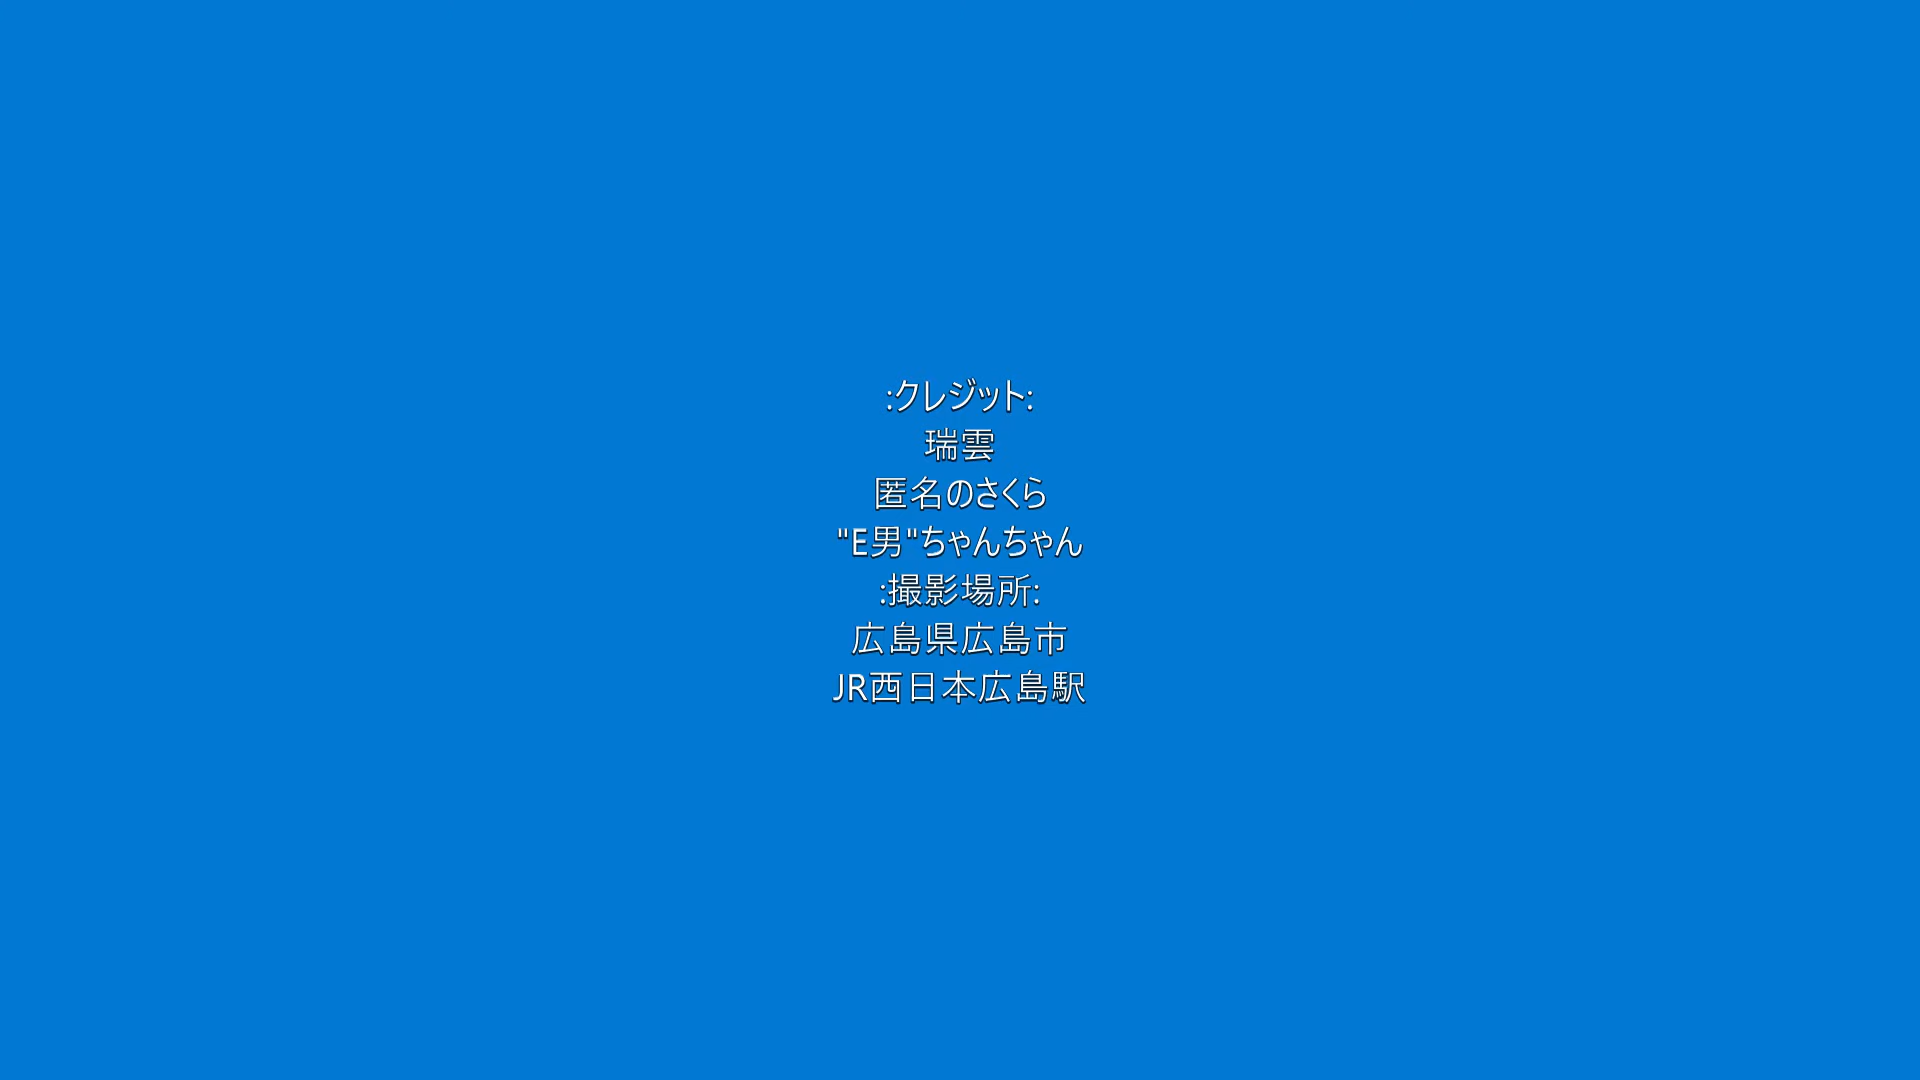 :クレジット:
瑞雲
匿名のさくら
"E男"ちゃんちゃん
:撮影場所:
広島県広島市
JR西日本広島駅